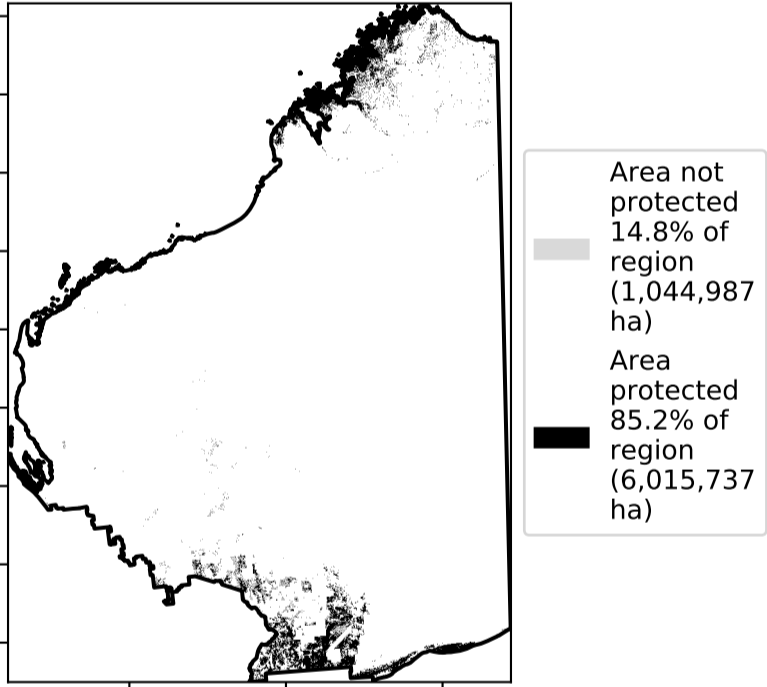 Area not
protected
14.8% of
region
(1,044,987
ha)
Area
protected
85.2% of
region
(6,015,737
ha)